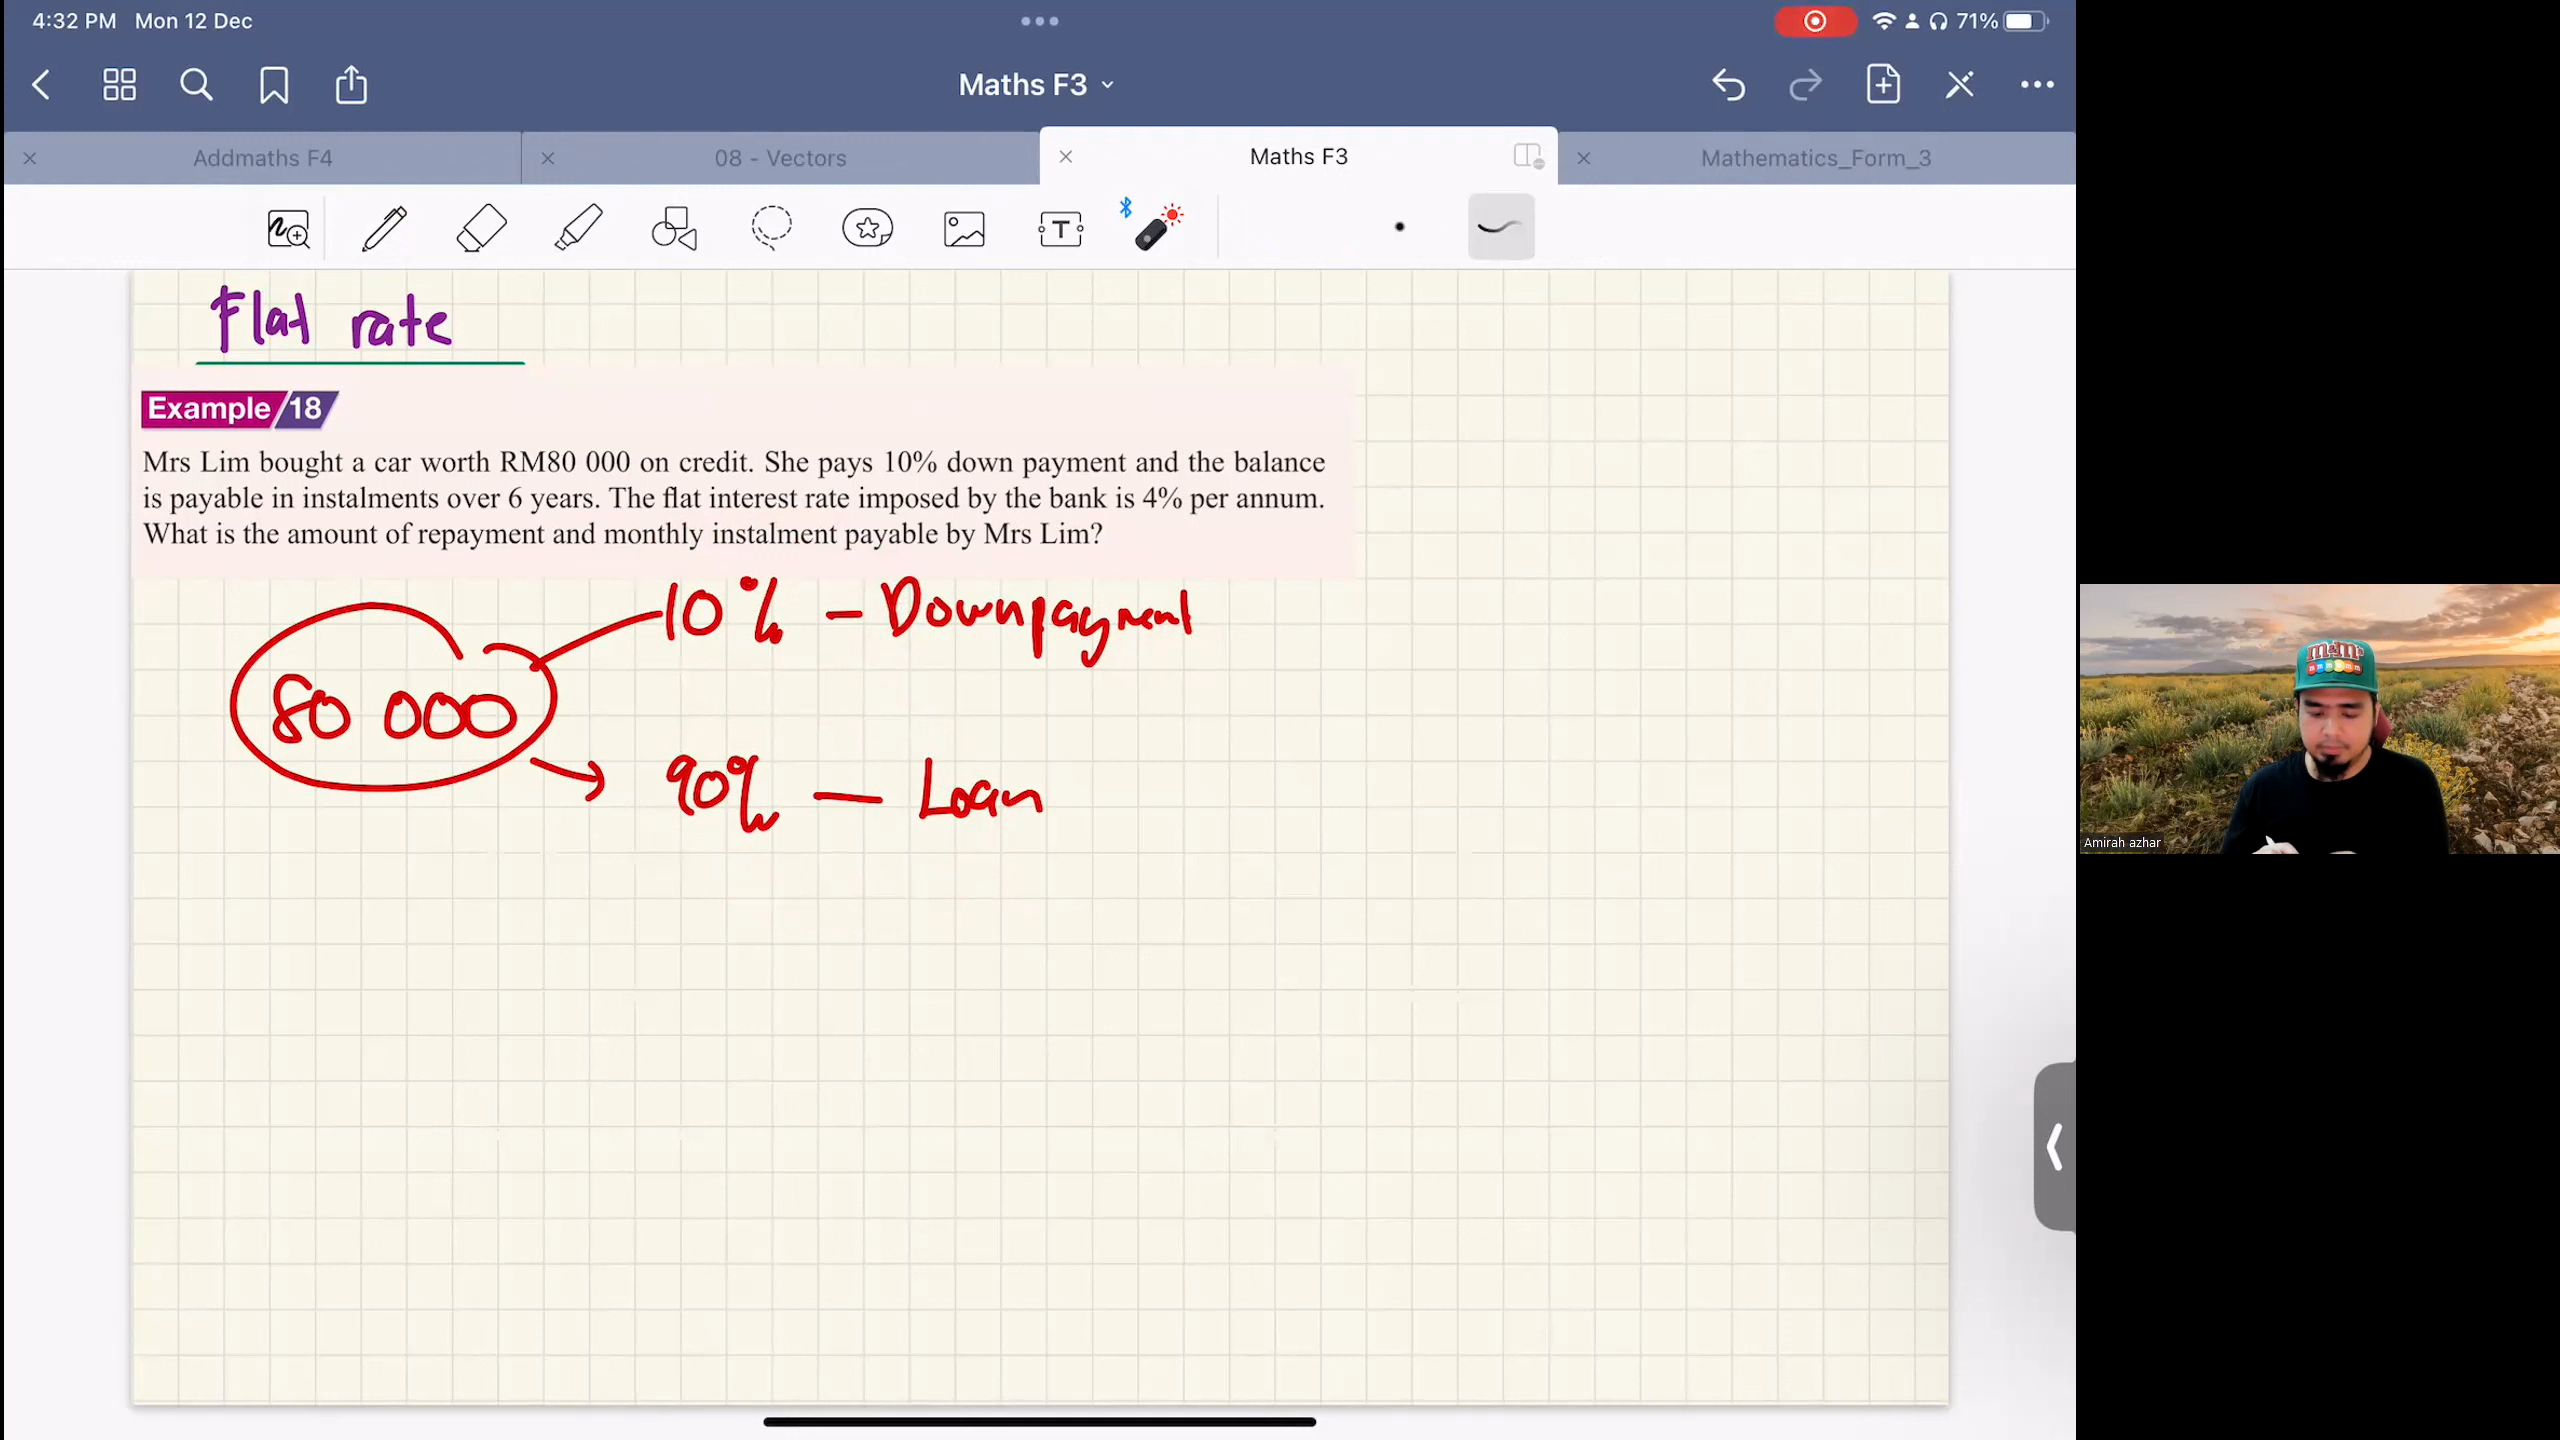 4:32 PM Mon 12 Dec
71%
Maths F3
Addmaths F4
08 - Vectors
Maths F3
Mathematics_Form_3
T
Flat rate
Example 18
Mrs Lim bought a car worth RM80 000 on credit. She pays 10% down payment and the balance
is payable in instalments over 6 years. The flat interest rate imposed by the bank is 4% per annum.
What is the amount of repayment and monthly instalment payable by Mrs Lim?
10% — Downpayment
80 000
90% — Loan
m&m's
Amirah azhar